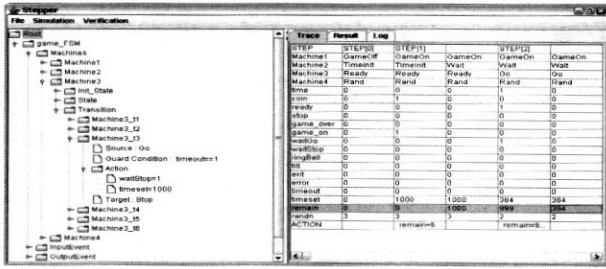 Stepper
File Simulation Verification
Root
game_FSM
Machines
Machine1
Machine2
Machine3
Init_State
State
Transition
Machine3_t1
Machine3_t2
Machine3_t3
Source : Go
Guard Condition : timeout==1
Action
waitStop=1
timeset=1000
Target : Stop
Machine3_t4
Machine3_t5
Machine3_t6
Machine4
InputEvent
OutputEvent
Trace Result Log
STEP STEP[0] STEP[1] STEP[2]
Machine1 GameOff GameOn GameOn GameOn GameOn
Machine2 TimeInit TimeInit Wait Wait Wait
Machine3 Ready Ready Ready Go Go
Machine4 Rand Rand Rand Rand Rand
time 0 0 0 1 0
coin 0 1 0 0 0
ready 0 0 0 1 0
stop 0 0 0 0 0
game_over 0 0 0 0 0
game_on 0 1 0 0 0
waitGo 0 0 0 1 0
waitStop 0 0 0 0 0
ringBell 0 0 0 0 0
tilt 0 0 0 0 0
exit 0 0 0 0 0
error 0 0 0 0 0
timeout 0 0 0 0 0
timeset 0 1000 1000 384 384
remain 0 0 1000 999 384
randn 3 3 3 2 2
ACTION remain=ti remain=ti...